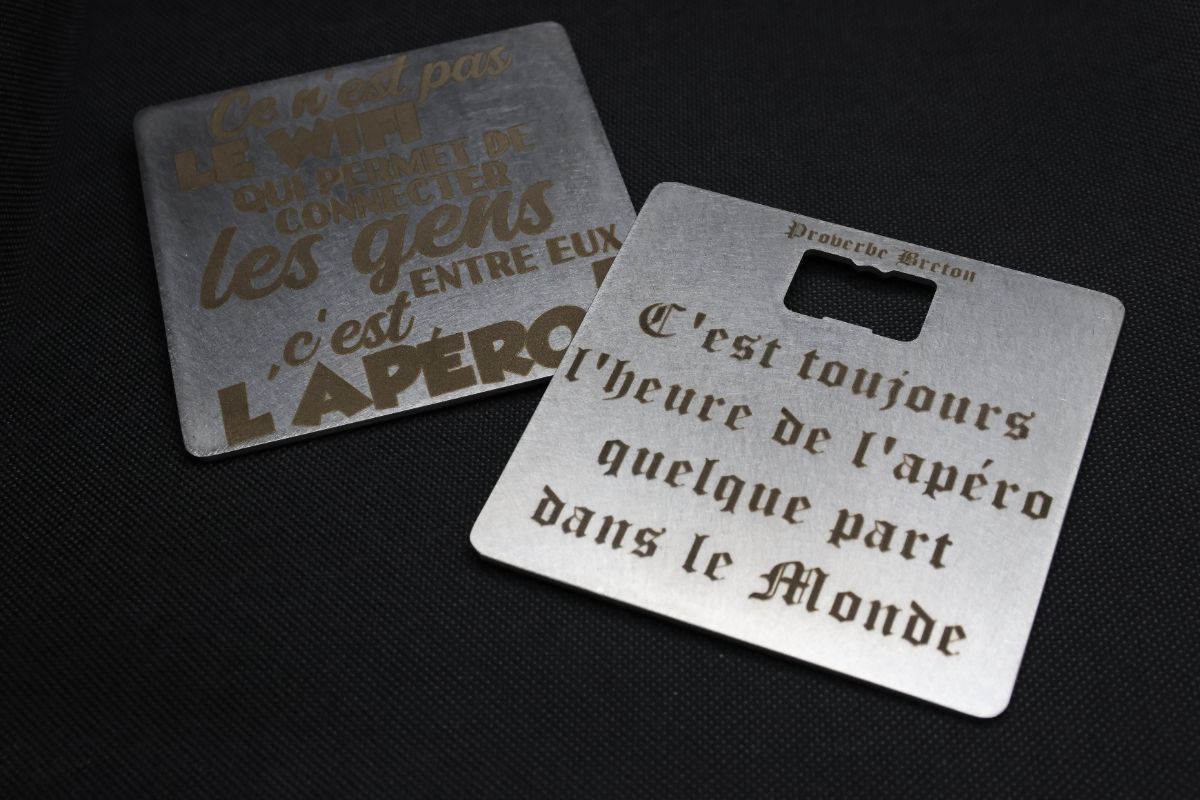 Ce n'est pas
LE WIFI
QUI PERMET DE
CONNECTER
les gens
ENTRE EUX
c'est
L'APÉRO
Proverbe Breton
C'est toujours
l'heure de l'apéro
quelque part
dans le Monde